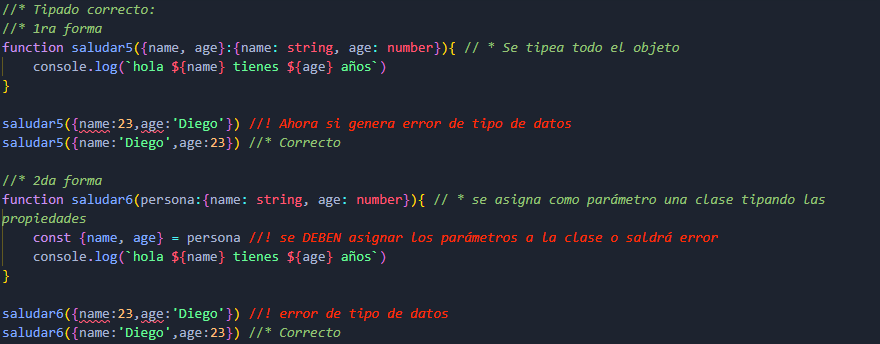 //* Tipado correcto:
//* 1ra forma
function saludar5({name, age}:{name: string, age: number}){ // * Se tipea todo el objeto
    console.log(`hola ${name} tienes ${age} años`)
}
saludar5({name:23,age:'Diego'}) //! Ahora si genera error de tipo de datos
saludar5({name:'Diego',age:23}) //* Correcto
//* 2da forma
function saludar6(persona:{name: string, age: number}){ // * se asigna como parámetro una clase tipando las
propiedades
    const {name, age} = persona //! se DEBEN asignar los parámetros a la clase o saldrá error
    console.log(`hola ${name} tienes ${age} años`)
}
saludar6({name:23,age:'Diego'}) //! error de tipo de datos
saludar6({name:'Diego',age:23}) //* Correcto